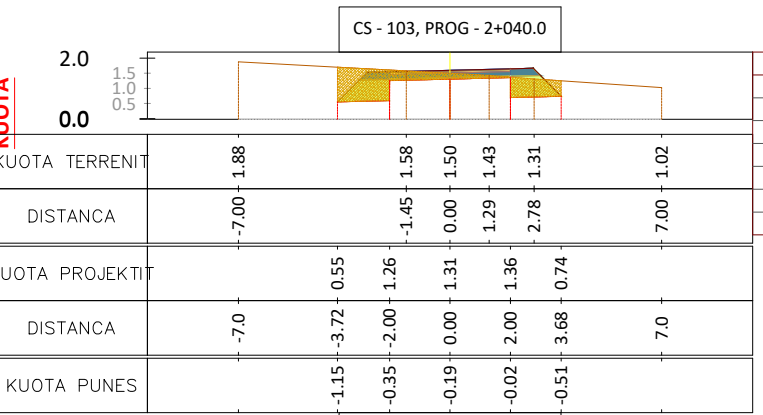 CS - 103, PROG - 2+040.0
KUOTA
2.0
1.5
1.0
0.5
0.0
KUOTA TERRENIT 1.88 1.58 1.50 1.43 1.31 1.02
DISTANCA -7.00 -1.45 0.00 1.29 2.78 7.00
KUOTA PROJEKTIT 0.55 1.26 1.31 1.36 0.74
DISTANCA -7.0 -3.72 -2.00 0.00 2.00 3.68 7.0
KUOTA PUNES -1.15 -0.35 -0.19 -0.02 -0.51